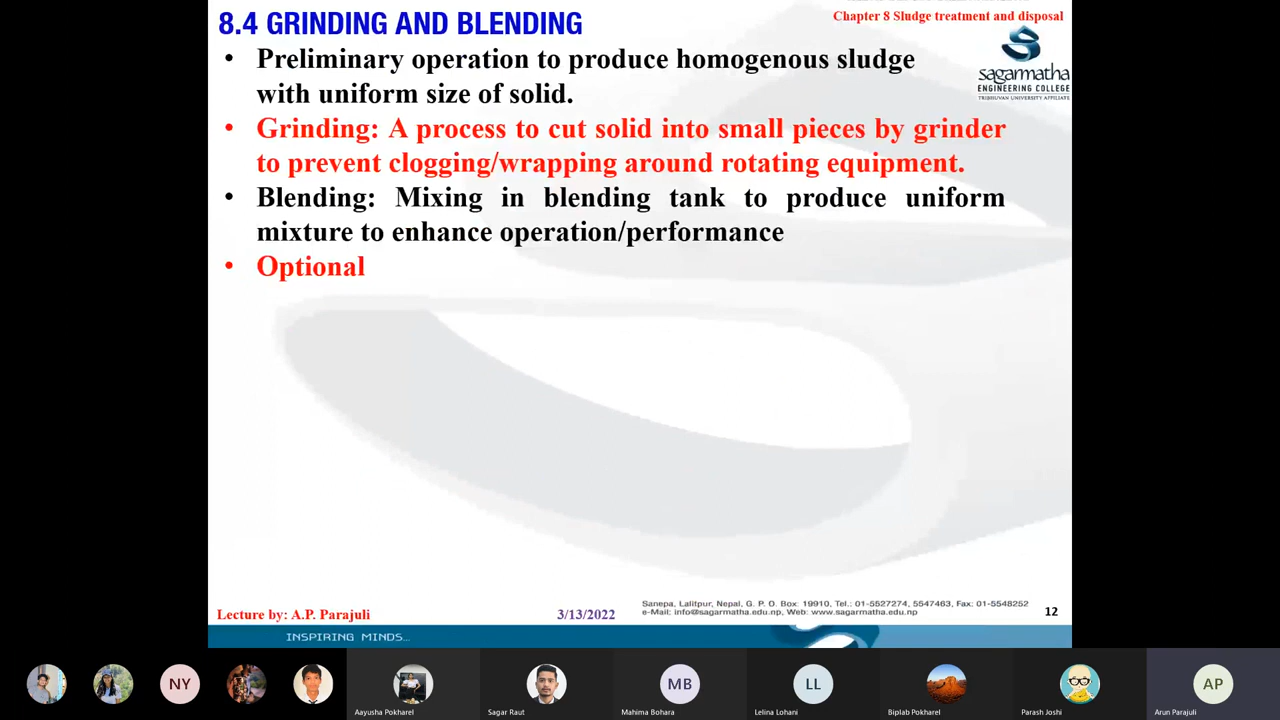 8.4 GRINDING AND BLENDING
Chapter 8 Sludge treatment and disposal
sagarmatha
ENGINEERING COLLEGE
TRIBHUVAN UNIVERSITY AFFILIATE
• Preliminary operation to produce homogenous sludge
with uniform size of solid.
• Grinding: A process to cut solid into small pieces by grinder
to prevent clogging/wrapping around rotating equipment.
• Blending: Mixing in blending tank to produce uniform
mixture to enhance operation/performance
• Optional
Lecture by: A.P. Parajuli
3/13/2022
Sanepa, Lalitpur, Nepal, G. P. O. Box: 19910, Tel.: 01-5527274, 5547463, Fax: 01-5548252
e-Mail: info@sagarmatha.edu.np, Web: www.sagarmatha.edu.np
12
INSPIRING MINDS...
NY
MB
LL
AP
Aayusha Pokharel
Sagar Raut
Mahima Bohara
Lelina Lohani
Biplab Pokharel
Parash Joshi
Arun Parajuli